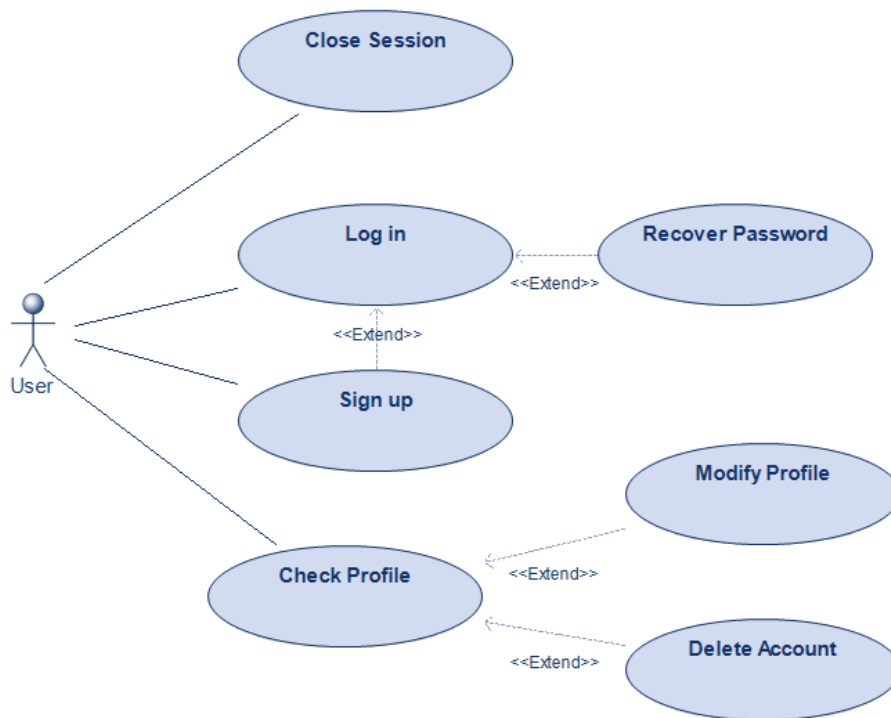 Close Session
Log in
Recover Password
<<Extend>>
<<Extend>>
User
Sign up
Modify Profile
Check Profile
<<Extend>>
Delete Account
<<Extend>>